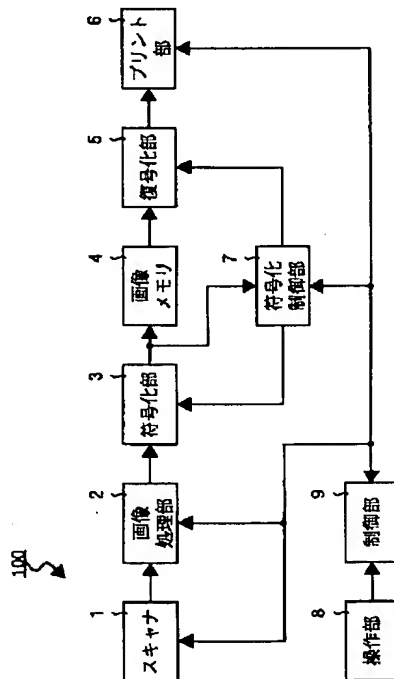 100
1
スキャナ
2
画像
処理部
3
符号化部
4
画像
メモリ
5
復号化部
6
プリント
部
7
符号化
制御部
8
操作部
9
制御部